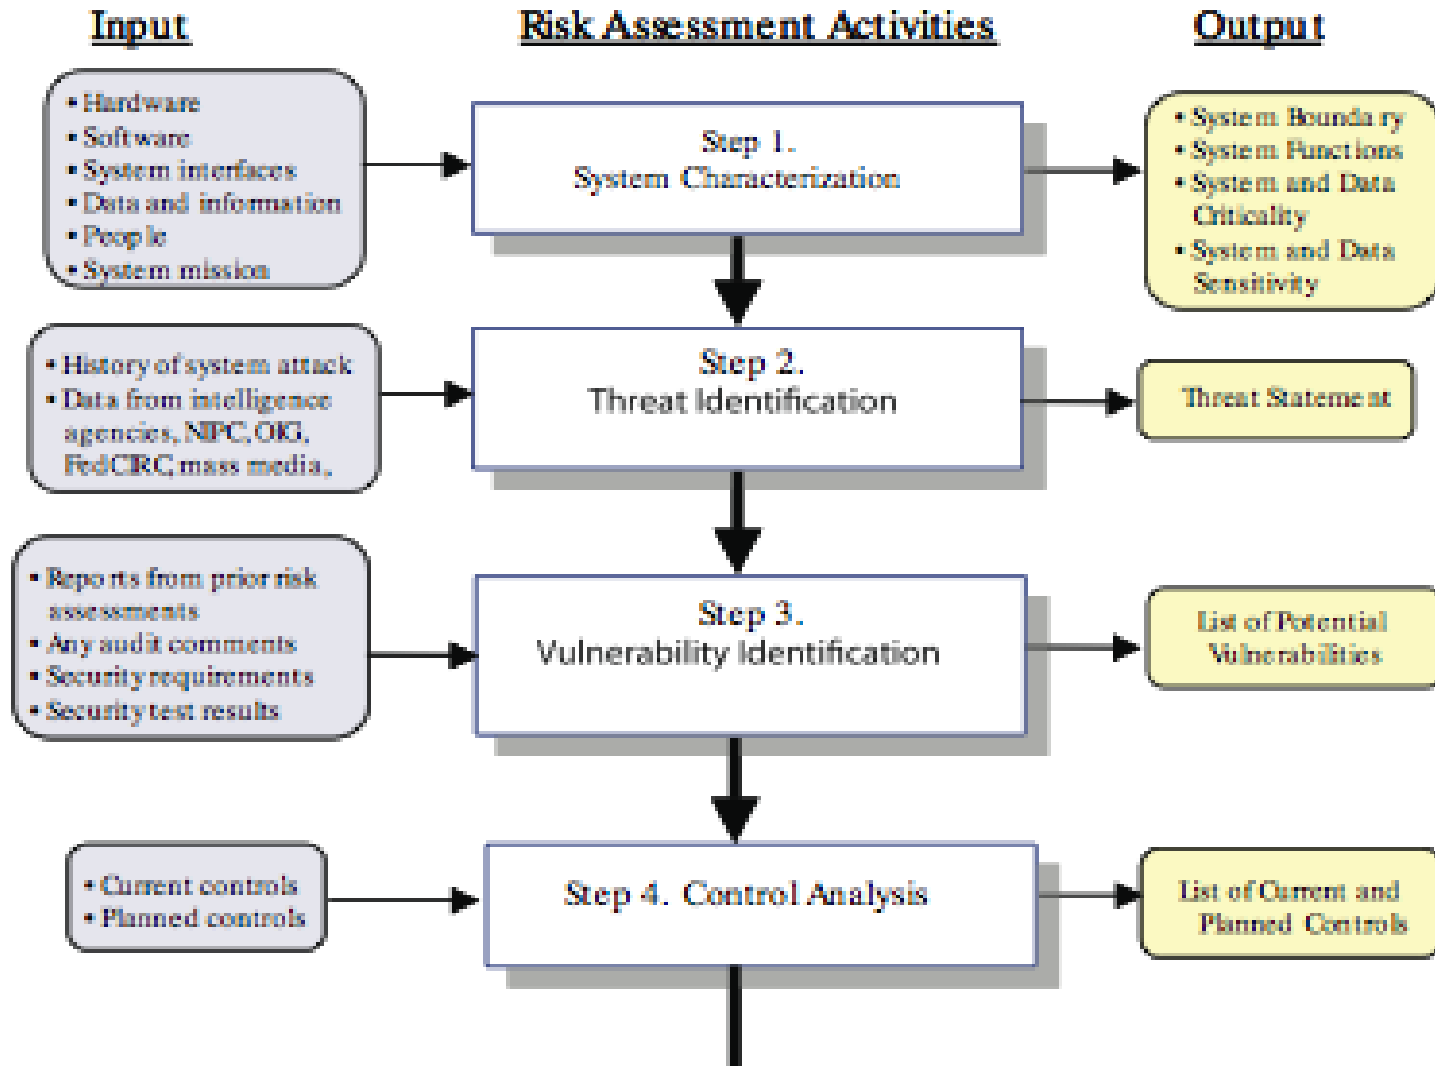 Input
Risk Assessment Activities
Output
• Hardware
• Software
• System interfaces
• Data and information
• People
• System mission
Step 1.
System Characterization
• System Boundary
• System Functions
• System and Data
Criticality
• System and Data
Sensitivity
• History of system attack
• Data from intelligence
agencies, NIPC, OIG,
FedCIRC, mass media,
Step 2.
Threat Identification
Threat Statement
• Reports from prior risk
assessments
• Any audit comments
• Security requirements
• Security test results
Step 3.
Vulnerability Identification
List of Potential
Vulnerabilities
• Current controls
• Planned controls
Step 4. Control Analysis
List of Current and
Planned Controls